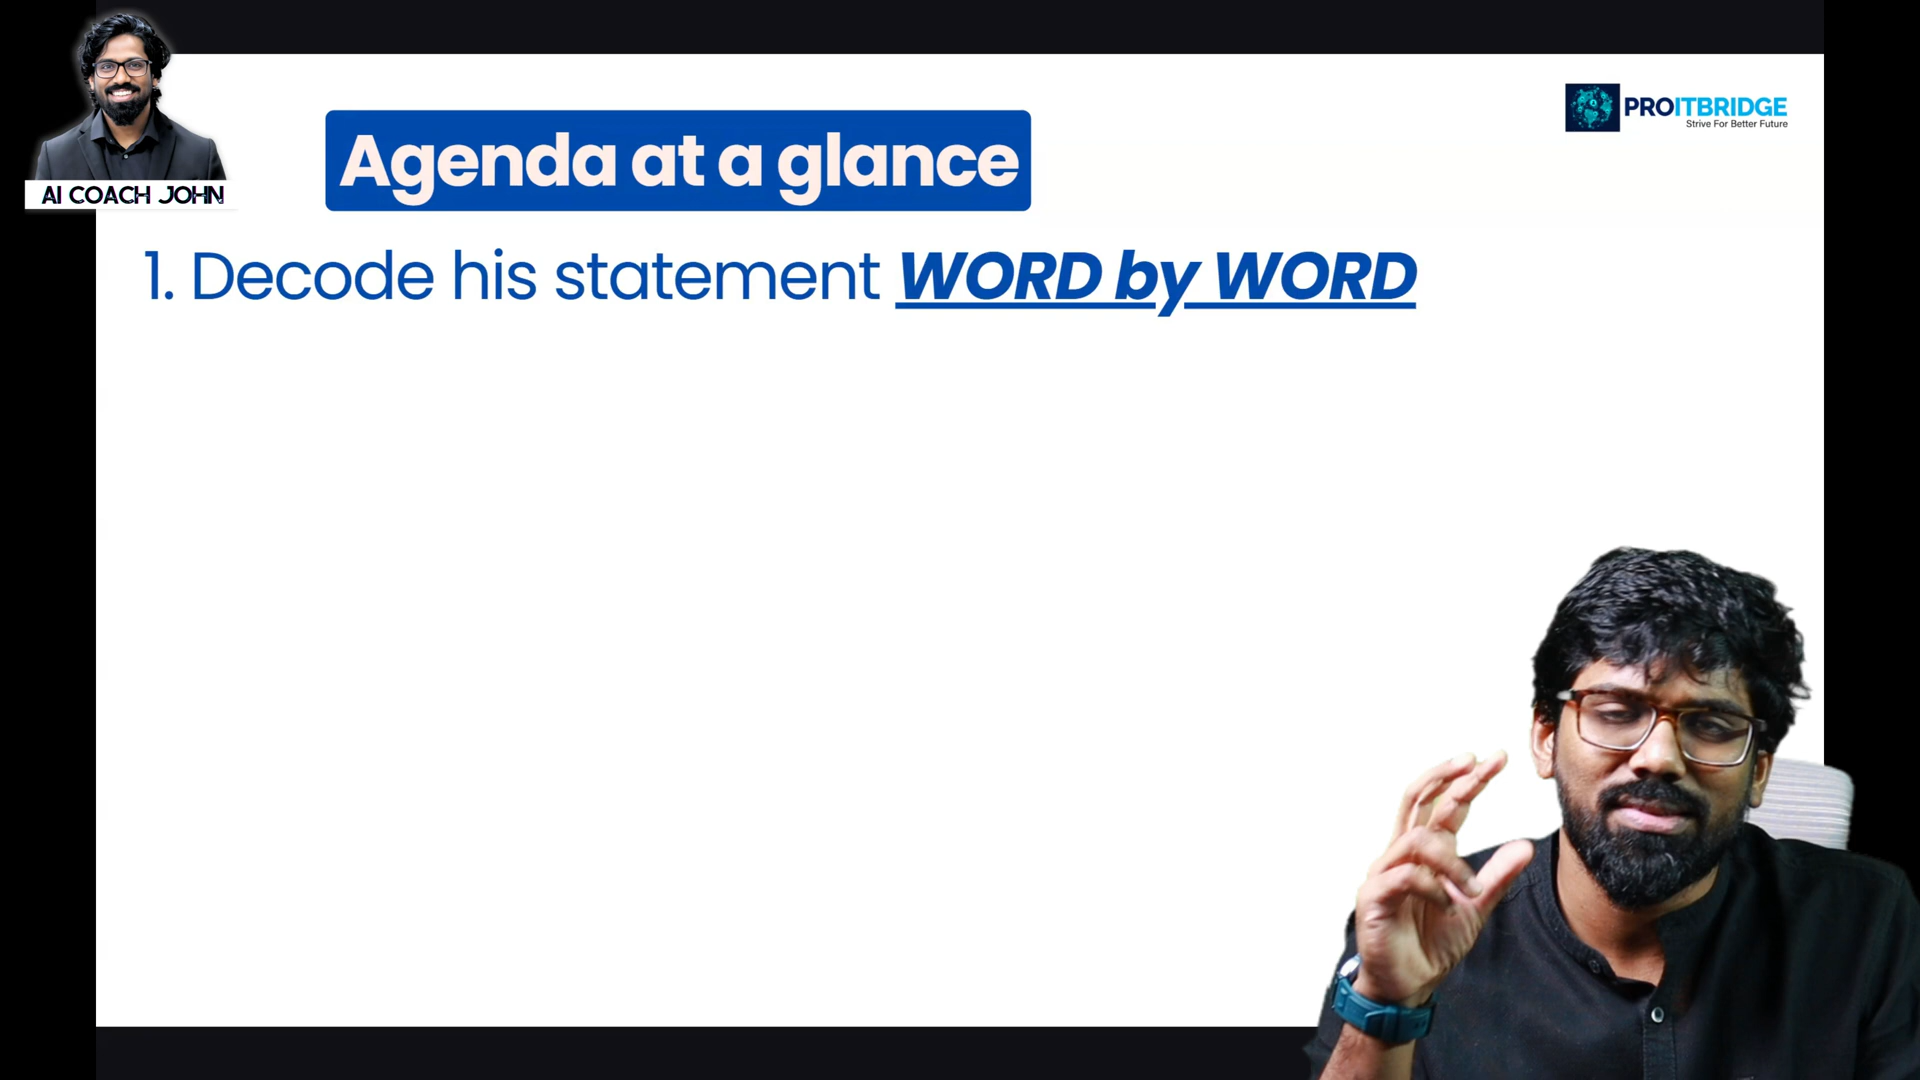 AI COACH JOHN
PROITBRIDGE
Strive For Better Future
Agenda at a glance
1. Decode his statement WORD by WORD